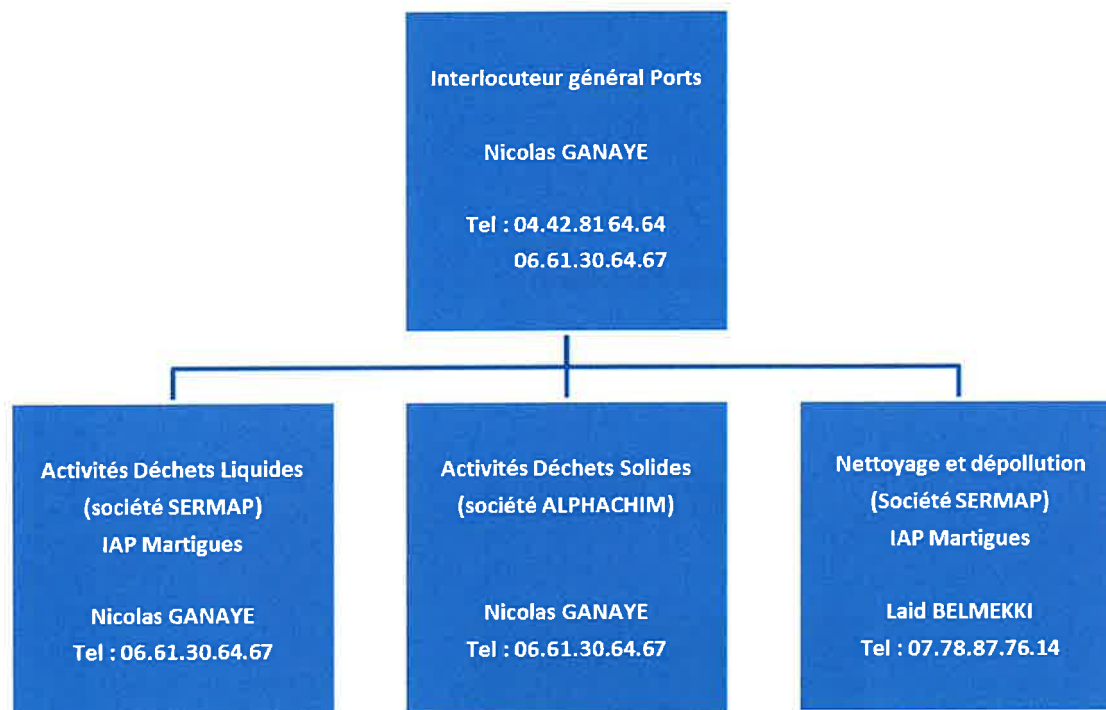 Interlocuteur général Ports
Nicolas GANAYE
Tel : 04.42.81 64.64
06.61.30.64.67
Activités Déchets Liquides
(société SERMAP)
IAP Martigues
Nicolas GANAYE
Tel : 06.61.30.64.67
Activités Déchets Solides
(société ALPHACHIM)
Nicolas GANAYE
Tel : 06.61.30.64.67
Nettoyage et dépollution
(Société SERMAP)
IAP Martigues
Laid BELMEKKI
Tel : 07.78.87.76.14